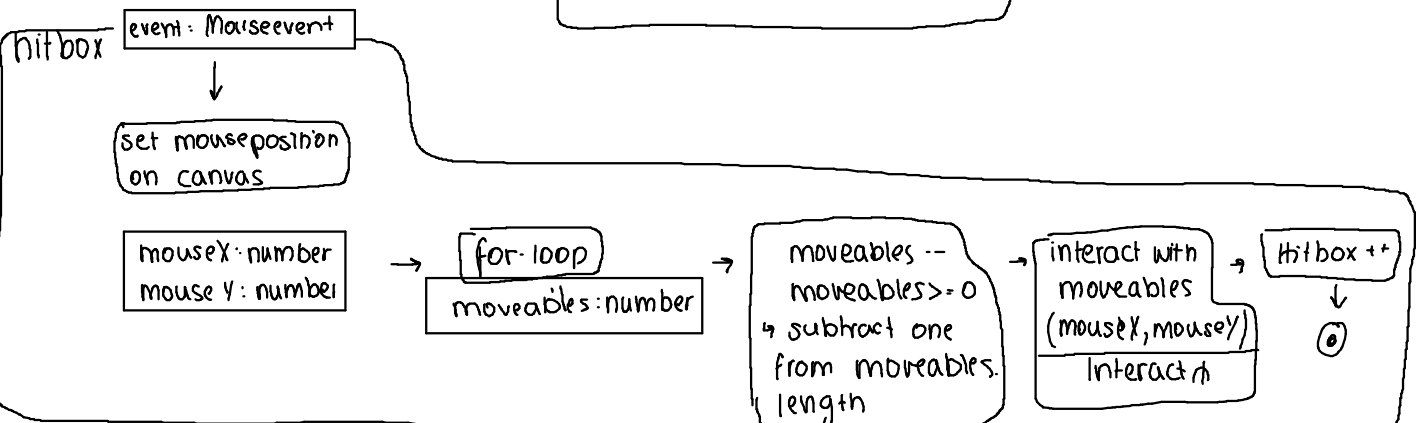 hitbox
event: Mouseevent
set mouseposition
on canvas
mouseX: number
mouse Y: number
for-loop
moveables: number
moveables --
moveables >= 0
↳ subtract one
from moveables.
length
interact with
moveables
(mouseX, mouseY)
Interact
Hitbox ++